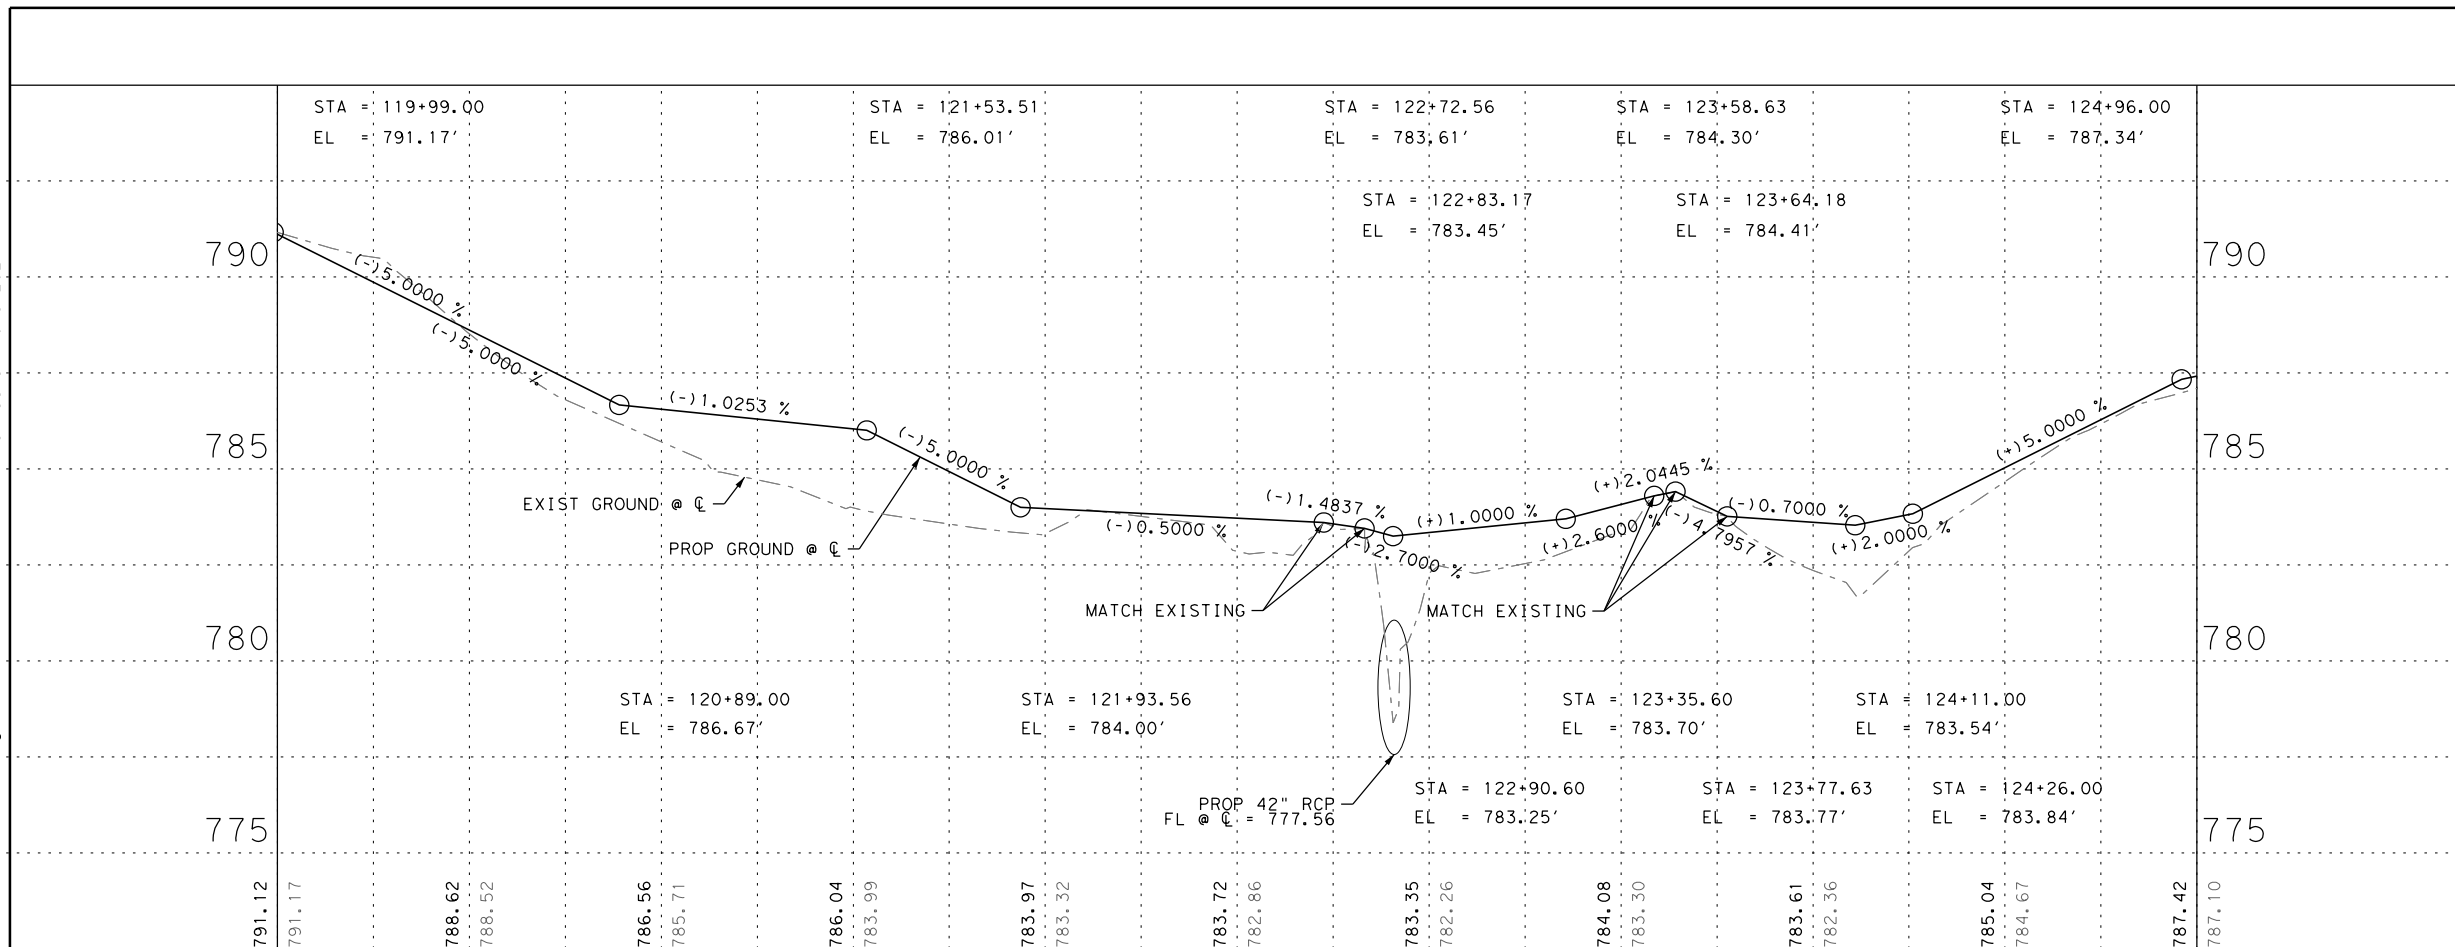 STA = 119+99.00
EL = 791.17'
STA = 121+53.51
EL = 786.01'
STA = 122+72.56
EL = 783.61'
STA = 123+58.63
EL = 784.30'
STA = 124+96.00
EL = 787.34'
STA = 122+83.17
EL = 783.45'
STA = 123+64.18
EL = 784.41'
790
790
(-)5.0000 %
(-)5.0000 %
(-)1.0253 %
(-)5.0000 %
(-)0.5000 %
(-)1.4837 %
(-)2.7000 %
(+)1.0000 %
(+)2.6000 %
(+)2.0445 %
(-)4.7957 %
(-)0.7000 %
(+)2.0000 %
(+)5.0000 %
785
785
EXIST GROUND @ ℄
PROP GROUND @ ℄
MATCH EXISTING
MATCH EXISTING
780
780
STA = 120+89.00
EL = 786.67'
STA = 121+93.56
EL = 784.00'
STA = 123+35.60
EL = 783.70'
STA = 124+11.00
EL = 783.54'
PROP 42" RCP
FL @ ℄ = 777.56
STA = 122+90.60
EL = 783.25'
STA = 123+77.63
EL = 783.77'
STA = 124+26.00
EL = 783.84'
775
775
791.12
791.17
788.62
788.52
786.56
785.71
786.04
783.99
783.97
783.32
783.72
782.86
783.35
782.26
784.08
783.30
783.61
782.36
785.04
784.67
787.42
787.10